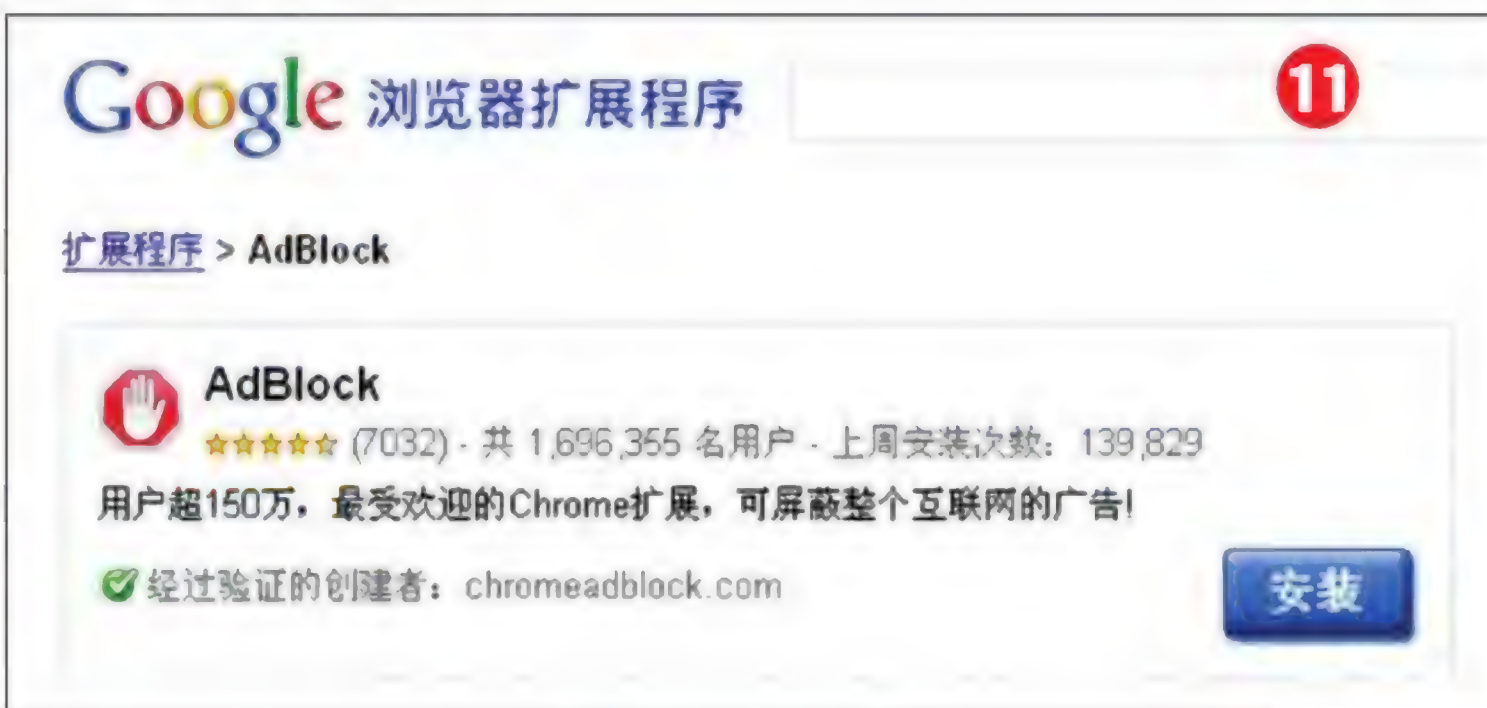 Google 浏览器扩展程序
11
扩展程序 > AdBlock
AdBlock
(7032) - 共 1,696,355 名用户 - 上周安装次数：139,829
用户超150万，最受欢迎的Chrome扩展，可屏蔽整个互联网的广告!
经过验证的创建者：chromeadblock.com
安装